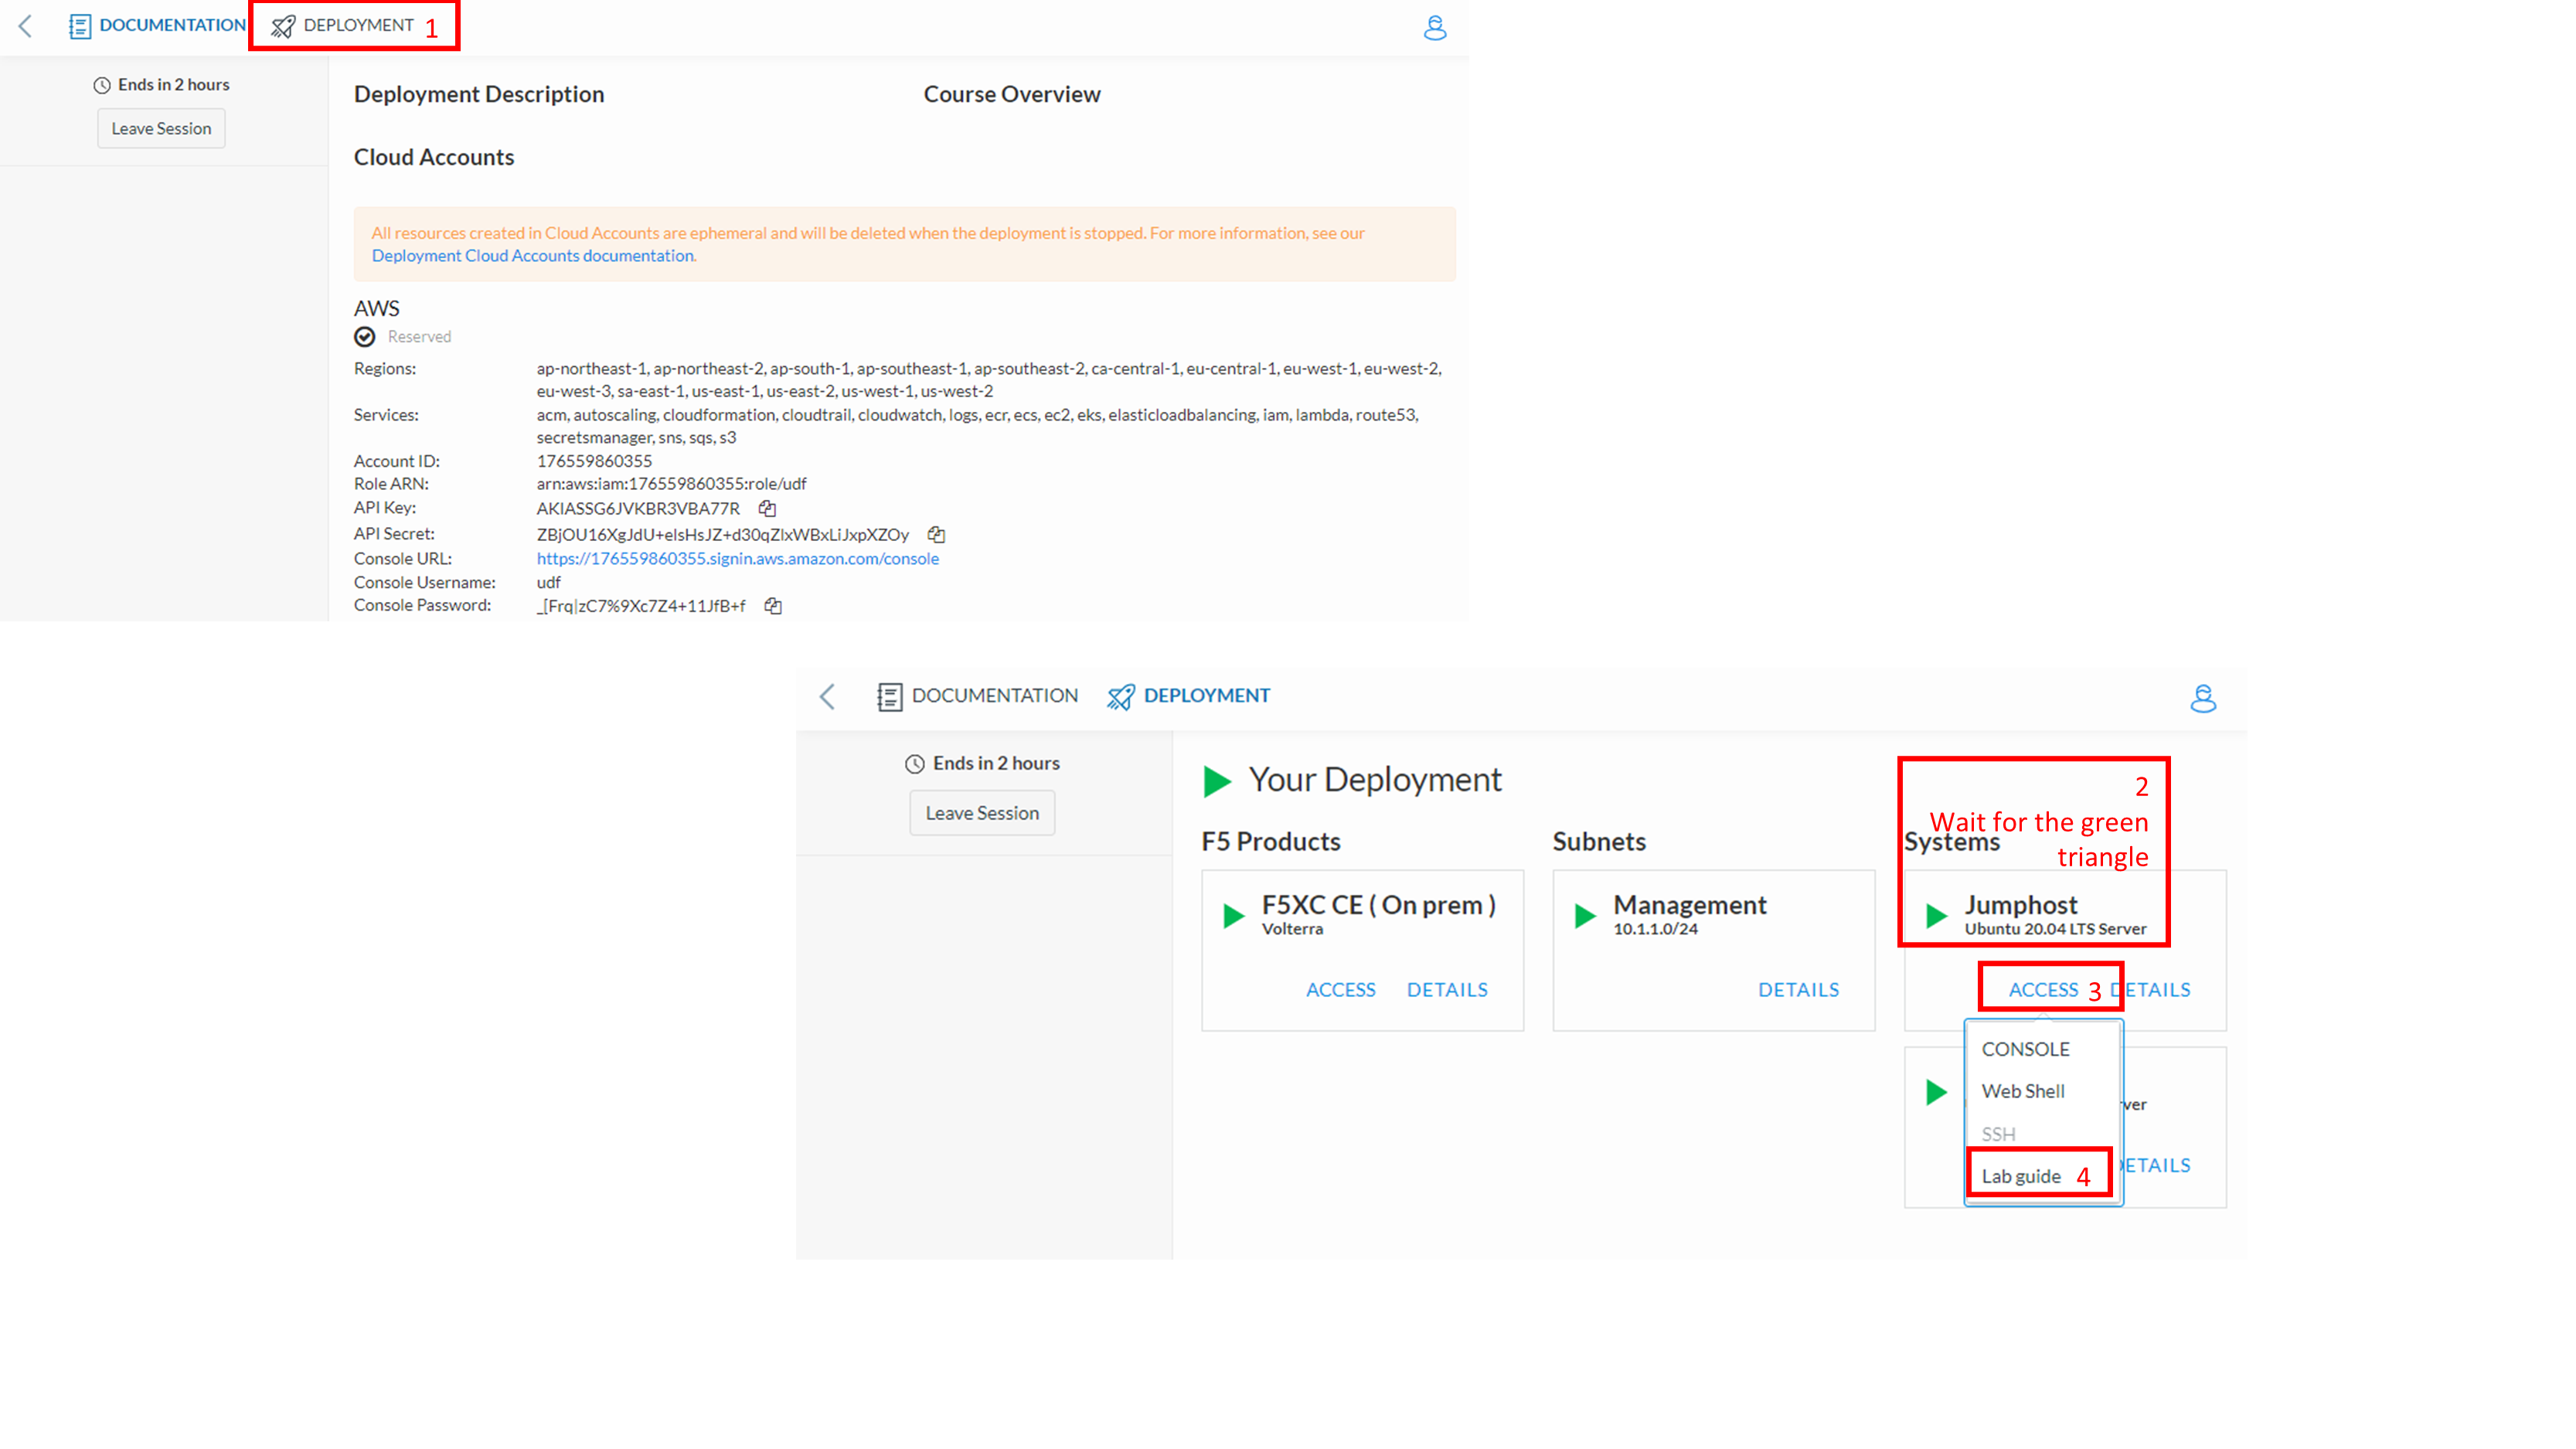 DOCUMENTATION DEPLOYMENT 1
Ends in 2 hours
Leave Session
Deployment Description
Course Overview
Cloud Accounts
All resources created in Cloud Accounts are ephemeral and will be deleted when the deployment is stopped. For more information, see our
Deployment Cloud Accounts documentation.
AWS
Reserved
Regions: ap-northeast-1, ap-northeast-2, ap-south-1, ap-southeast-1, ap-southeast-2, ca-central-1, eu-central-1, eu-west-1, eu-west-2,
eu-west-3, sa-east-1, us-east-1, us-east-2, us-west-1, us-west-2
Services: acm, autoscaling, cloudformation, cloudtrail, cloudwatch, logs, ecr, ecs, ec2, eks, elasticloadbalancing, iam, lambda, route53,
secretsmanager, sns, sqs, s3
Account ID: 176559860355
Role ARN: arn:aws:iam:176559860355:role/udf
API Key: AKIASSG6JVKBR3VBA77R
API Secret: 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
Console URL: https://176559860355.signin.aws.amazon.com/console
Console Username: udf
Console Password: _[Frq|zC7%9Xc7Z4+11JfB+f
DOCUMENTATION DEPLOYMENT
Ends in 2 hours
Leave Session
Your Deployment
F5 Products
F5XC CE ( On prem )
Volterra
ACCESS DETAILS
Subnets
Management
10.1.1.0/24
DETAILS
2
Wait for the green
triangle
Systems
Jumphost
Ubuntu 20.04 LTS Server
ACCESS 3 DETAILS
CONSOLE
Web Shell
SSH
Lab guide 4
DETAILS